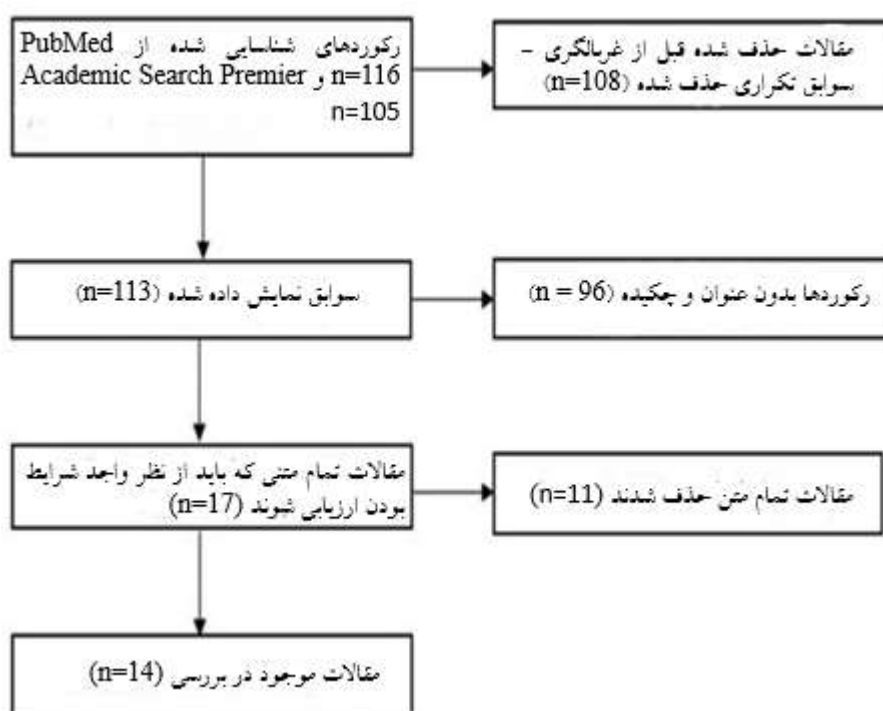 رکوردهای شناسایی شده از PubMed
n=116 و Academic Search Premier
n=105
مقالات حذف شده قبل از غربالگری –
سوابق تکراری حذف شده (n=108)
سوابق نمایش داده شده (n=113)
رکوردها بدون عنوان و چکیده (n = 96)
مقالات تمام متنی که باید از نظر واجد شرایط
بودن ارزیابی شوند (n=17)
مقالات تمام متن حذف شدند (n=11)
مقالات موجود در بررسی (n=14)